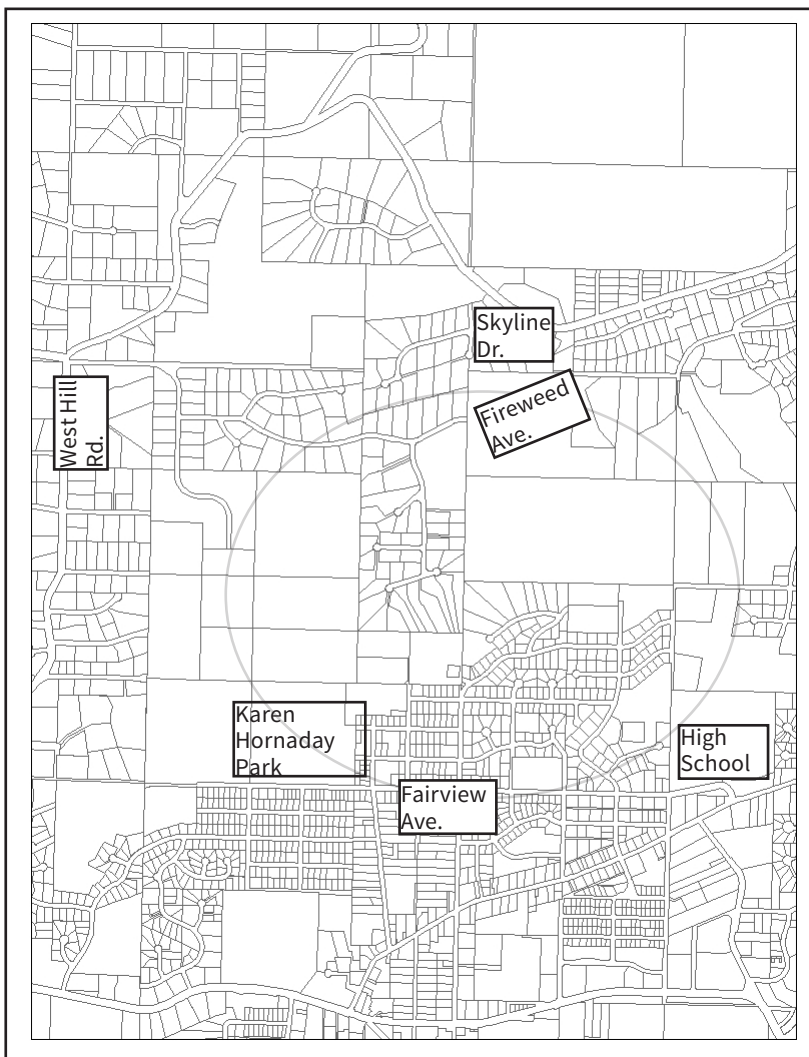 Skyline
Dr.
Fireweed
Ave.
West Hill
Rd.
Karen
Hornaday
Park
High
School
Fairview
Ave.